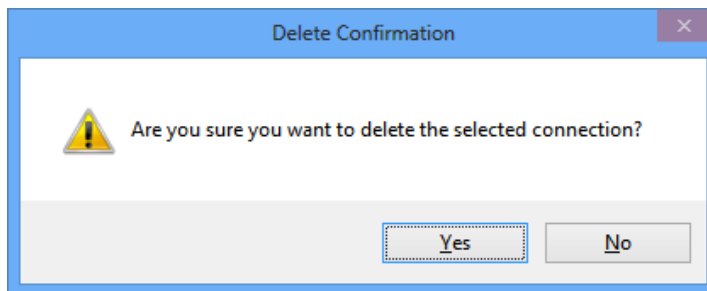 Delete Confirmation
Are you sure you want to delete the selected connection?
Yes
No